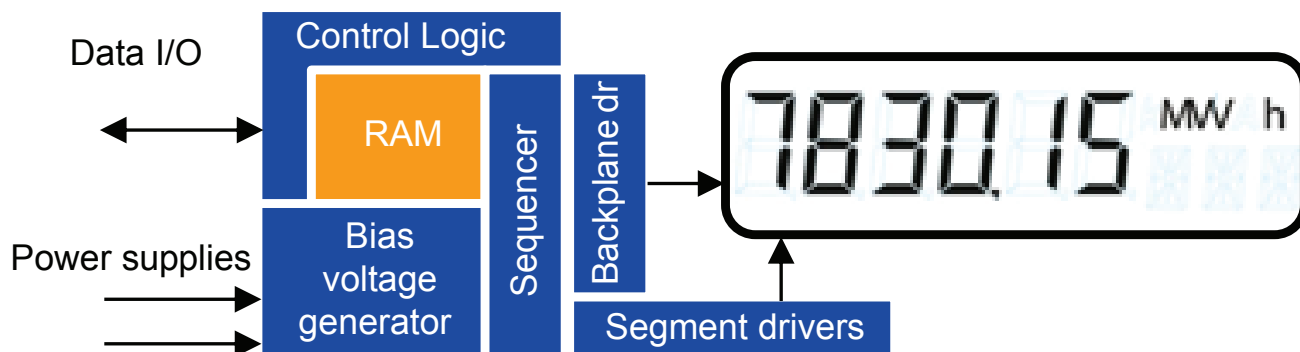 Control Logic
Data I/O
RAM
Sequencer
Backplane dr
7830.15 MW h
Bias
voltage
generator
Power supplies
Segment drivers